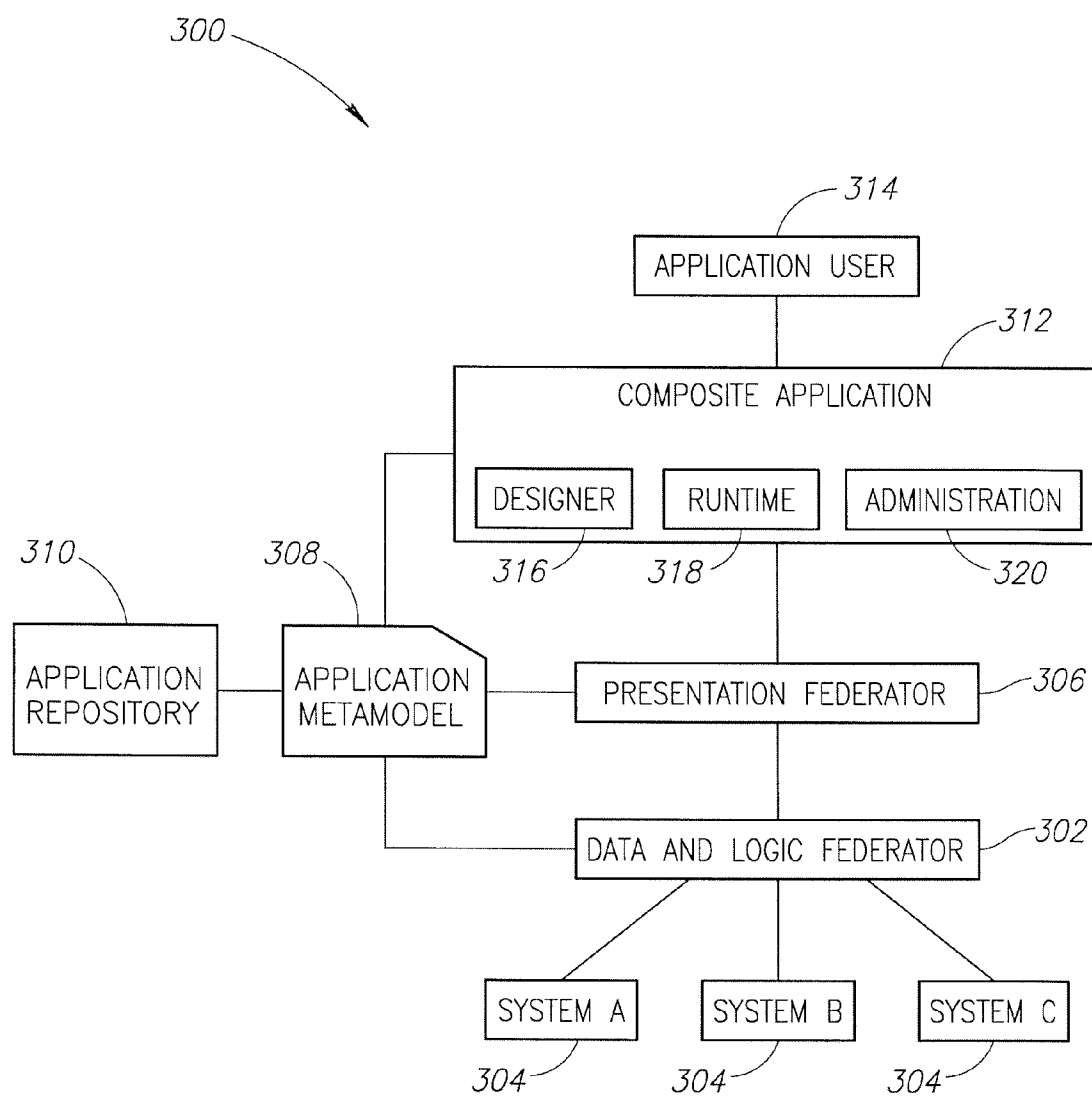 300
314
APPLICATION USER
312
COMPOSITE APPLICATION
DESIGNER
RUNTIME
ADMINISTRATION
316
318
320
310
308
APPLICATION
REPOSITORY
APPLICATION
METAMODEL
PRESENTATION FEDERATOR
306
DATA AND LOGIC FEDERATOR
302
SYSTEM A
SYSTEM B
SYSTEM C
304
304
304